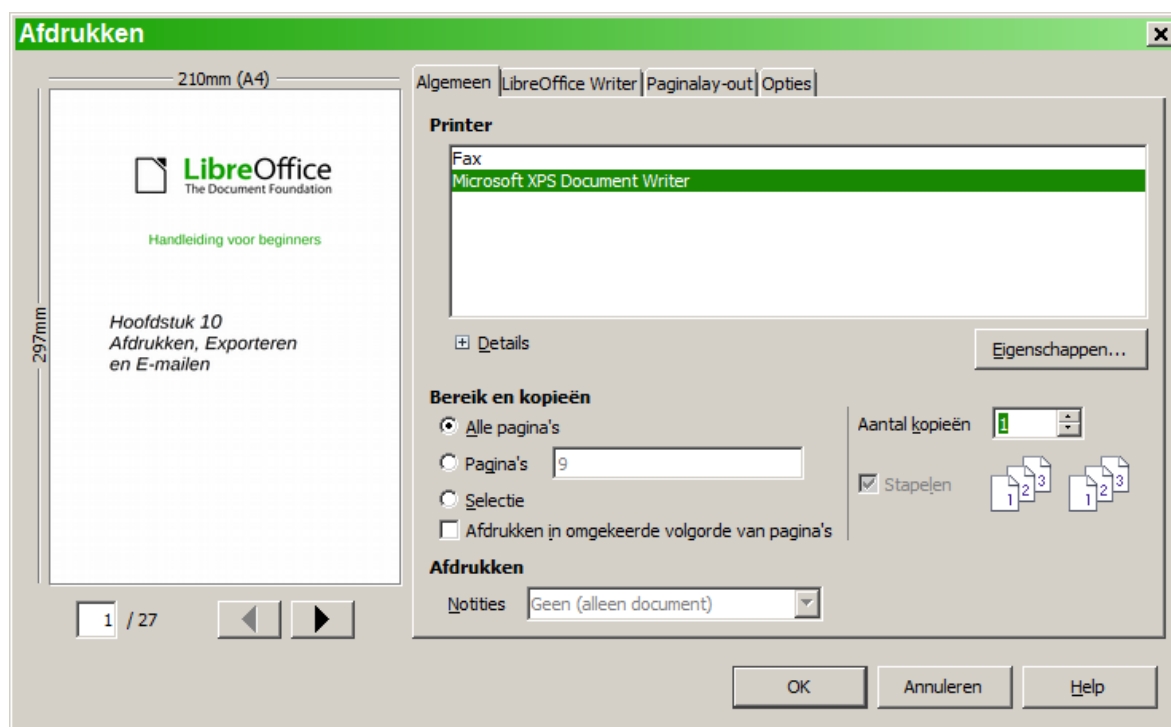 Afdrukken
210mm (A4)
297mm
LibreOffice
The Document Foundation
Handleiding voor beginners
Hoofdstuk 10
Afdrukken, Exporteren
en E-mailen
1 / 27
Algemeen LibreOffice Writer Paginalay-out Opties
Printer
Fax
Microsoft XPS Document Writer
Details
Eigenschappen...
Bereik en kopieën
Alle pagina's
Pagina's 9
Selectie
Afdrukken in omgekeerde volgorde van pagina's
Aantal kopieën 1
Stapelen 1 2 3 1 2 3
Afdrukken
Notities Geen (alleen document)
OK Annuleren Help